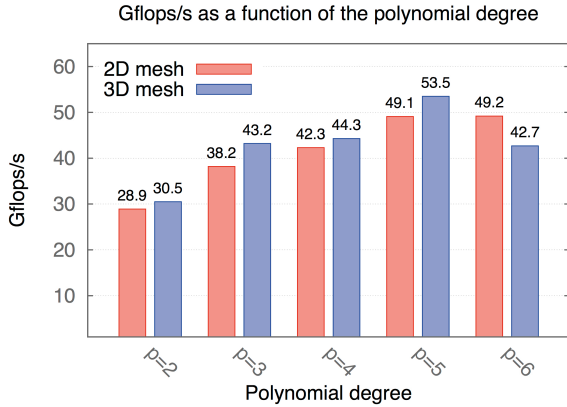 Gflops/s as a function of the polynomial degree
Gflops/s
60
50
40
30
20
10
2D mesh
3D mesh
28.9
30.5
38.2
43.2
42.3
44.3
49.1
53.5
49.2
42.7
p=2
p=3
p=4
p=5
p=6
Polynomial degree